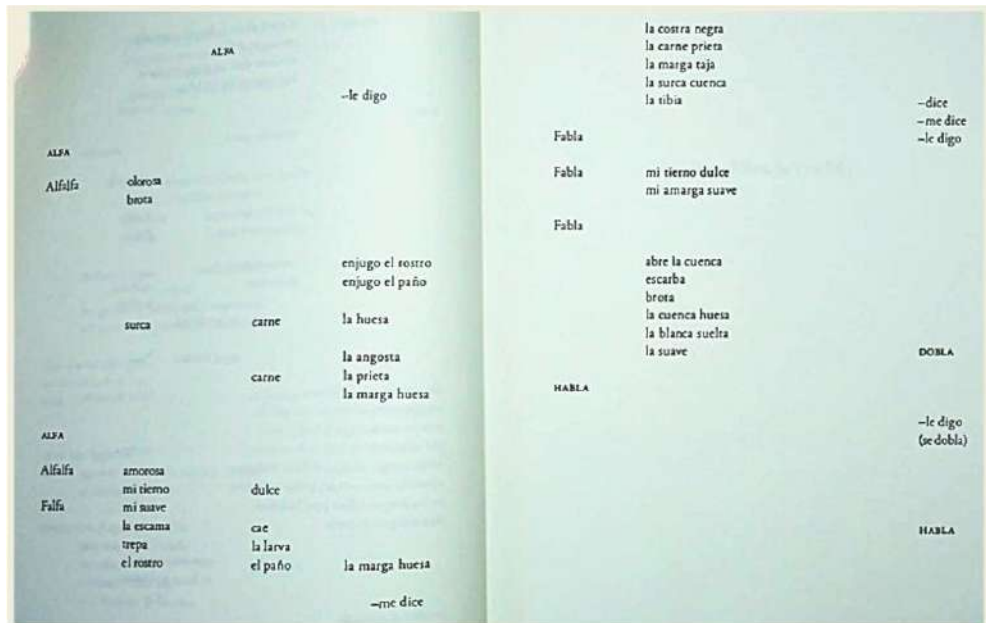 ALFA
–le digo
ALFA
Alfalfa olorosa
brota
enjugo el rostro
enjugo el paño
surca carne la huesa
la angosta
carne la prieta
la marga huesa
ALFA
Alfalfa amorosa
mi tierno dulce
Falfa mi suave
la escama cae
trepa la larva
el rostro el paño la marga huesa
–me dice
la costra negra
la carne prieta
la marga taja
la surca cuenca
la tibia –dice
–me dice
Fabla –le digo
Fabla mi tierno dulce
mi amarga suave
Fabla
abre la cuenca
escarba
brota
la cuenca huesa
la blanca suelta
la suave DOBLA
HABLA
–le digo
(se dobla)
HABLA